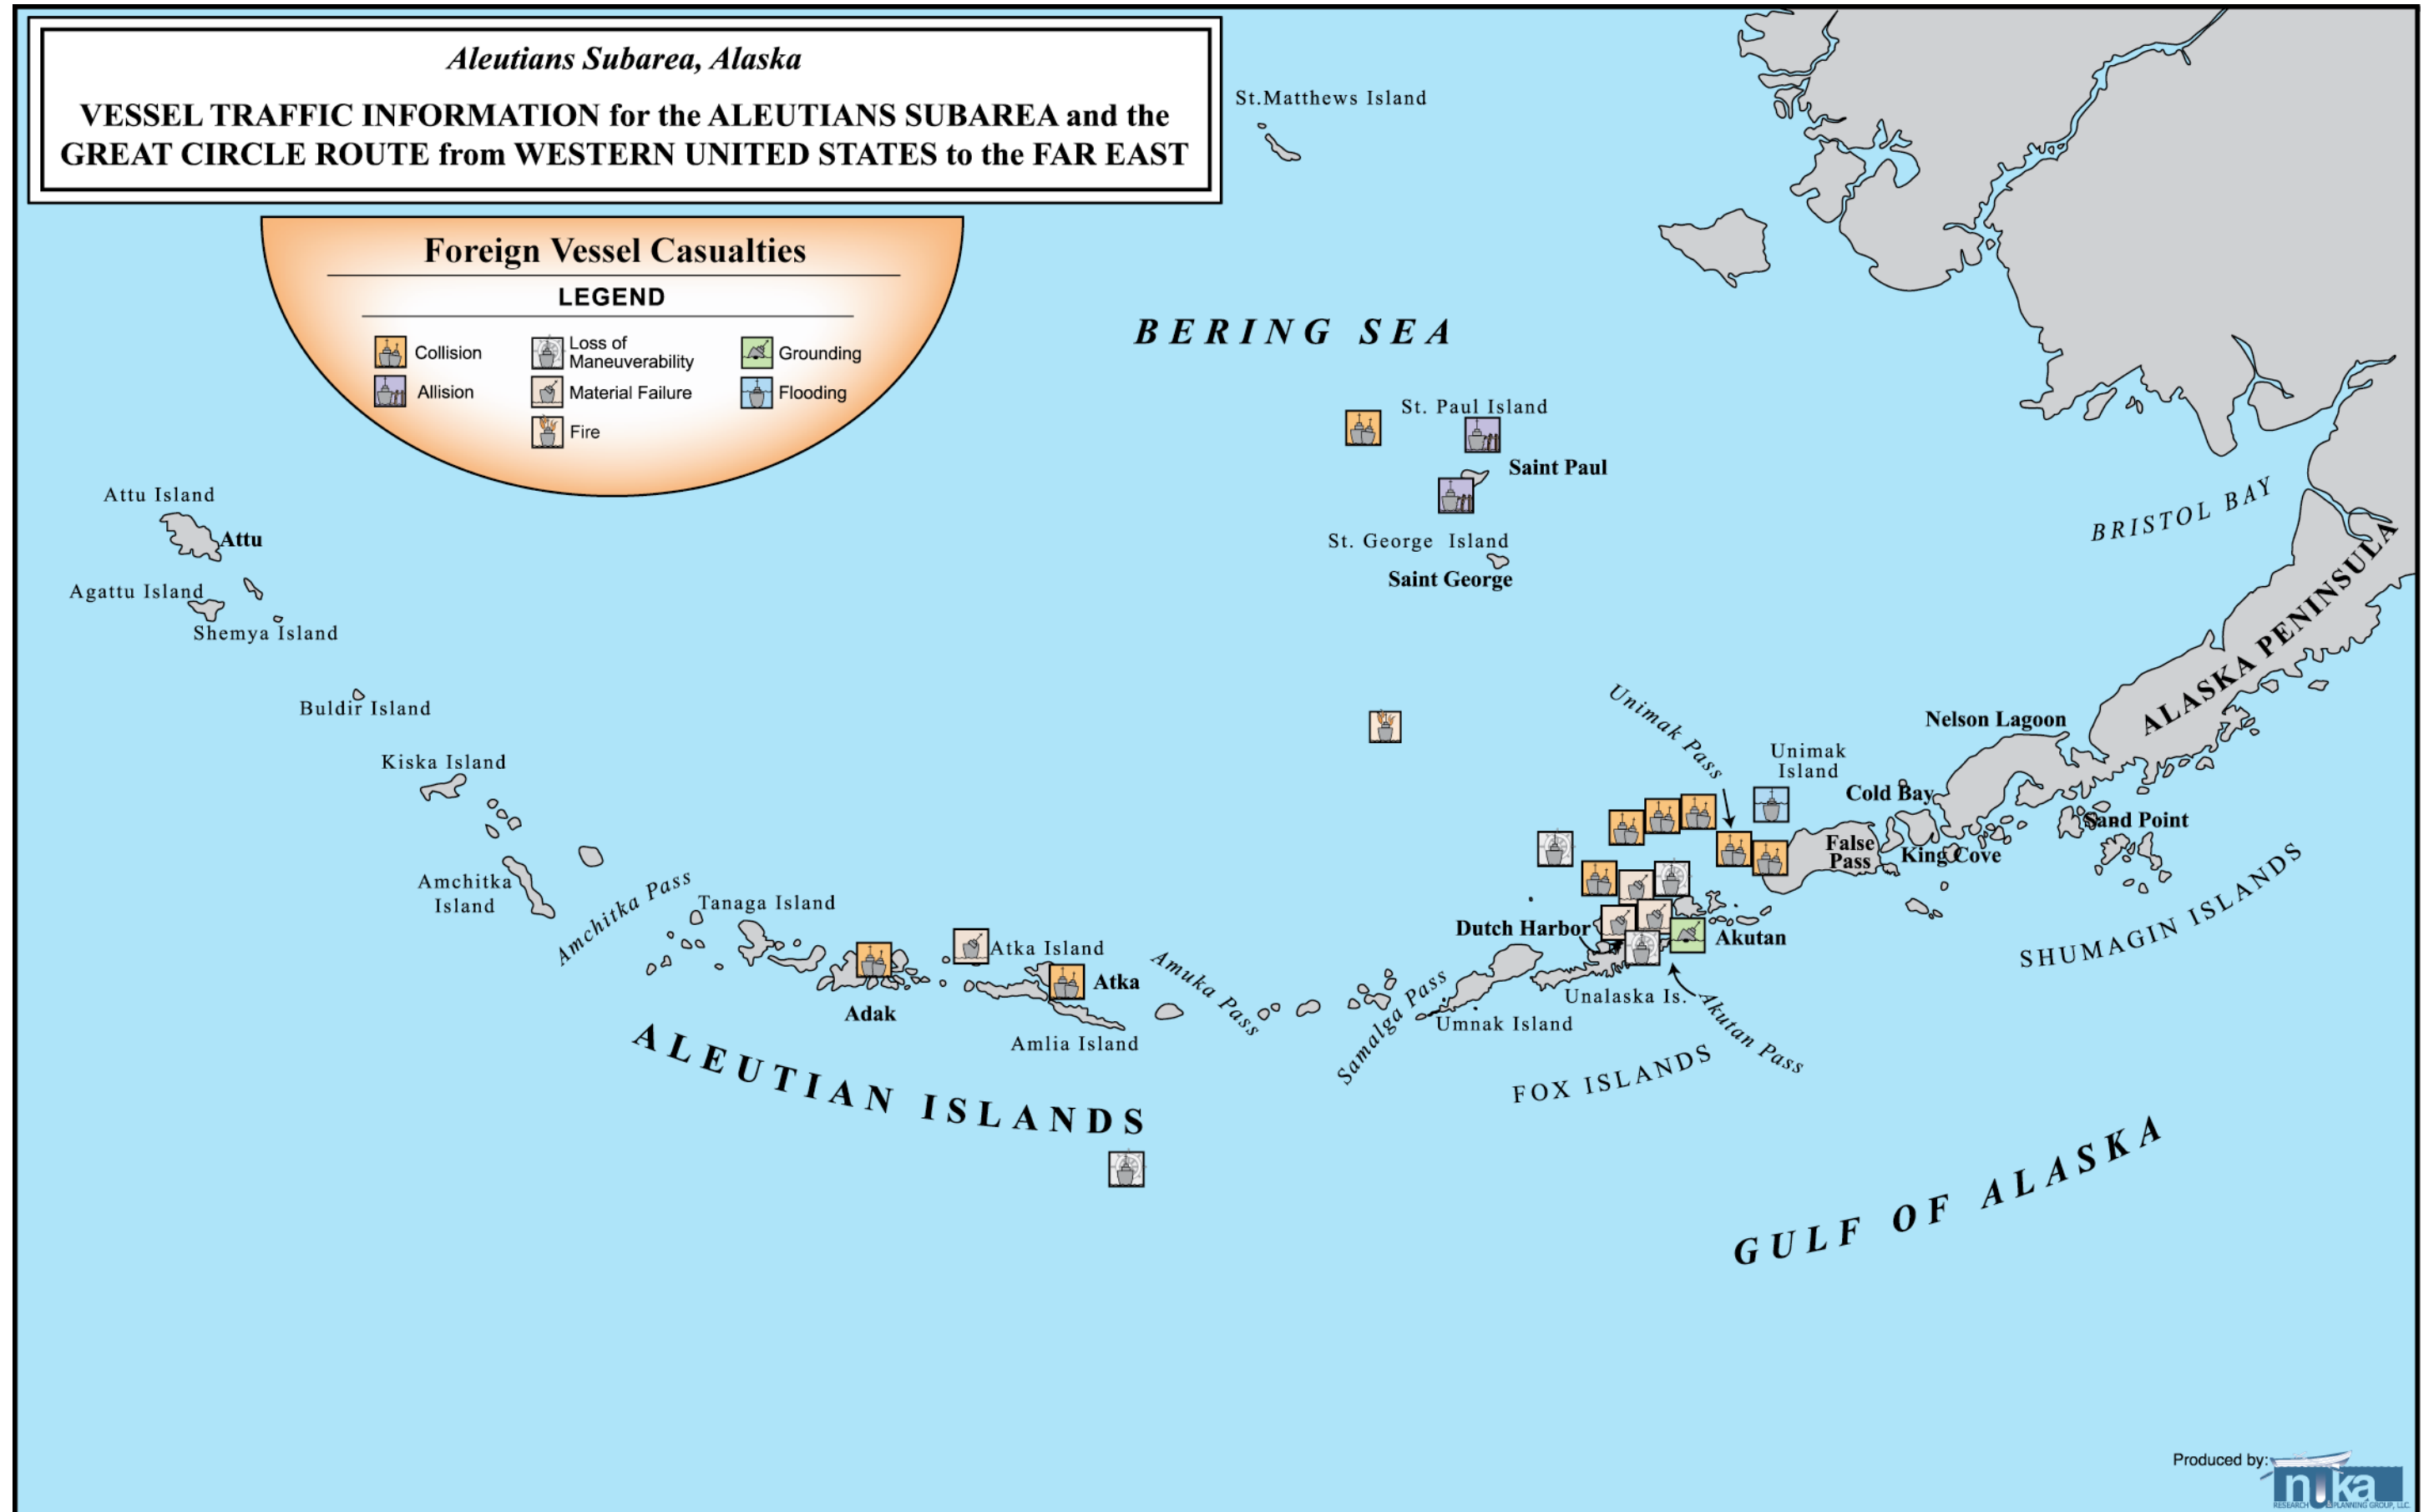 Aleutians Subarea, Alaska
VESSEL TRAFFIC INFORMATION for the ALEUTIANS SUBAREA and the
GREAT CIRCLE ROUTE from WESTERN UNITED STATES to the FAR EAST
Foreign Vessel Casualties
LEGEND
Collision
Allision
Loss of
Maneuverability
Material Failure
Fire
Grounding
Flooding
St.Matthews Island
BERING SEA
St. Paul Island
Saint Paul
St. George Island
Saint George
BRISTOL BAY
ALASKA PENINSULA
Attu Island
Attu
Agattu Island
Shemya Island
Buldir Island
Kiska Island
Amchitka
Island
Amchitka Pass
Tanaga Island
Adak
Atka Island
Atka
Amlia Island
Amuka Pass
ALEUTIAN ISLANDS
Samalga Pass
Umnak Island
Unalaska Is.
Dutch Harbor
Akutan
Akutan Pass
FOX ISLANDS
Unimak Pass
Unimak
Island
False
Pass
Cold Bay
King Cove
Nelson Lagoon
Sand Point
SHUMAGIN ISLANDS
GULF OF ALASKA
Produced by:
nuka
RESEARCH & PLANNING GROUP, LLC.